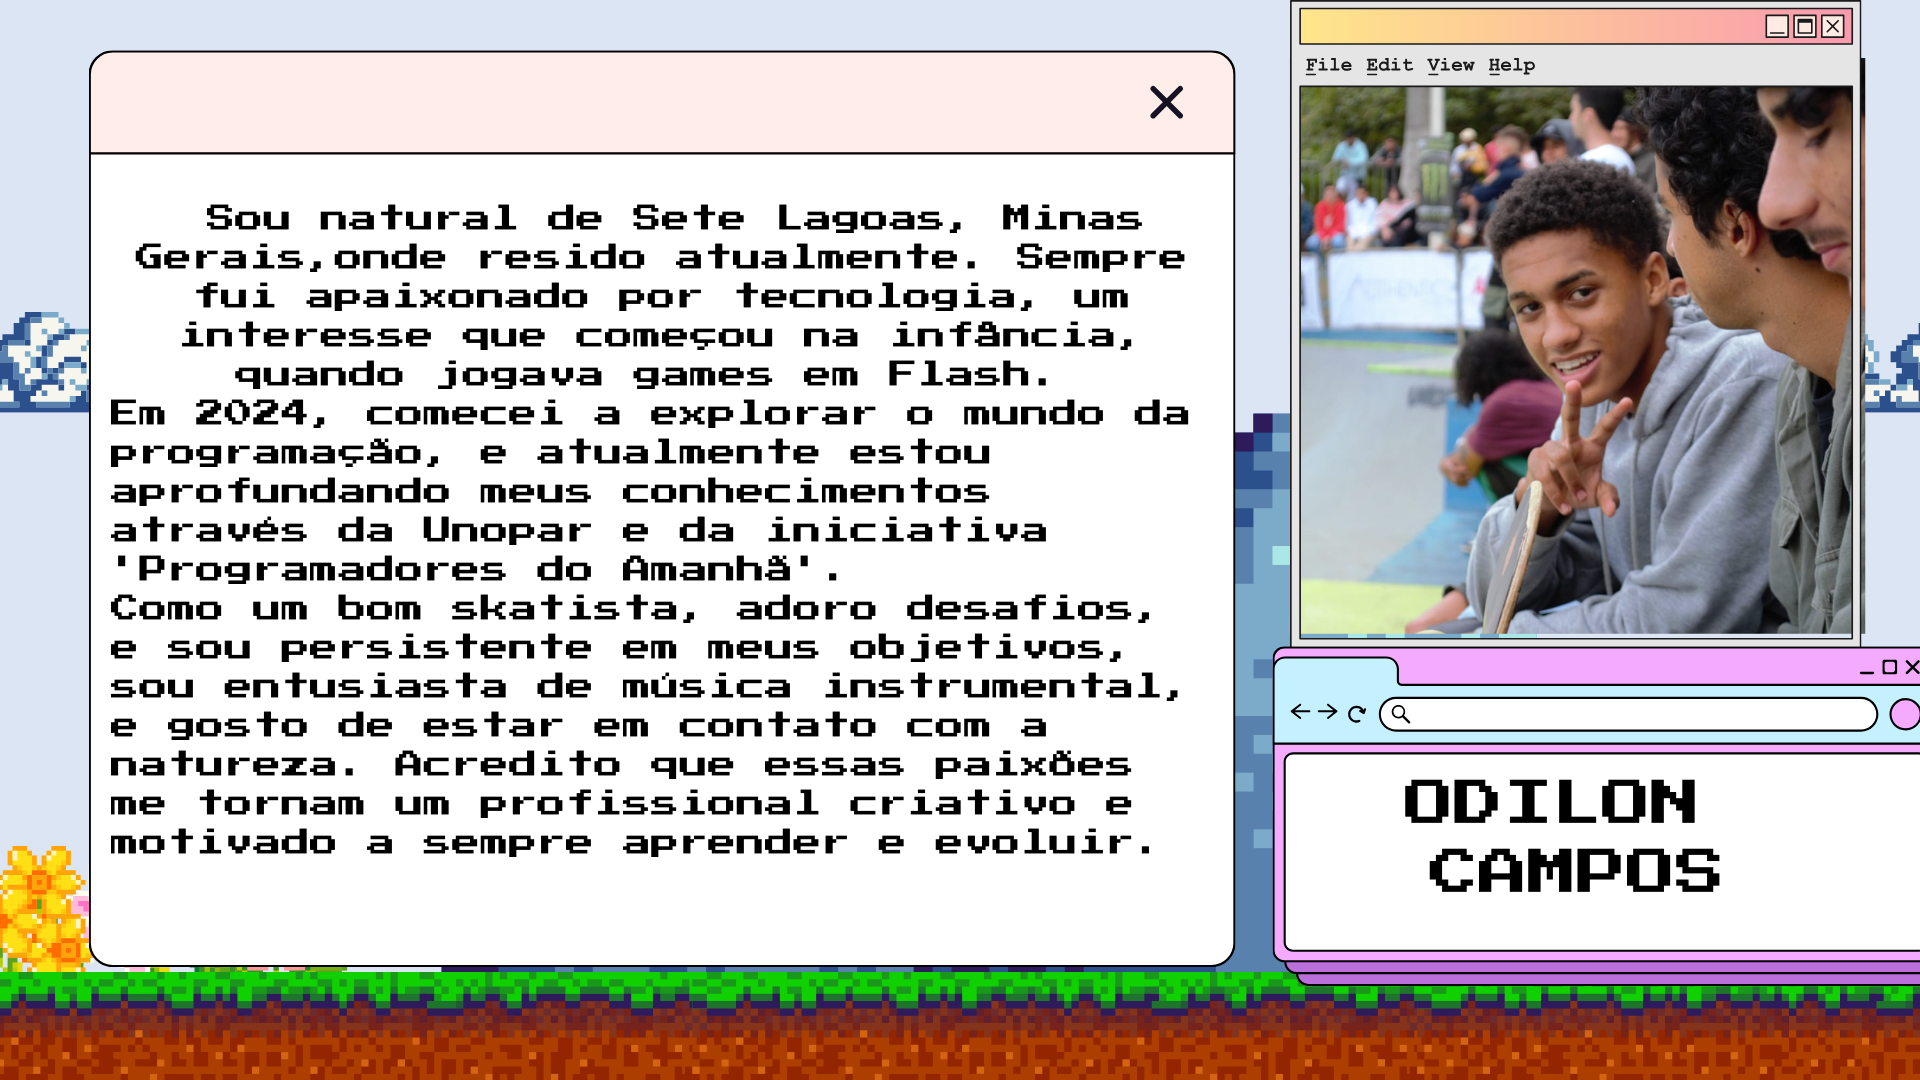 Sou natural de Sete Lagoas, Minas
Gerais,onde resido atualmente. Sempre
fui apaixonado por tecnologia, um
interesse que começou na infância,
quando jogava games em Flash.
Em 2024, comecei a explorar o mundo da
programação, e atualmente estou
aprofundando meus conhecimentos
através da Unopar e da iniciativa
'Programadores do Amanhã'.
Como um bom skatista, adoro desafios,
e sou persistente em meus objetivos,
sou entusiasta de música instrumental,
e gosto de estar em contato com a
natureza. Acredito que essas paixões
me tornam um profissional criativo e
motivado a sempre aprender e evoluir.
File Edit View Help
ODILON
CAMPOS